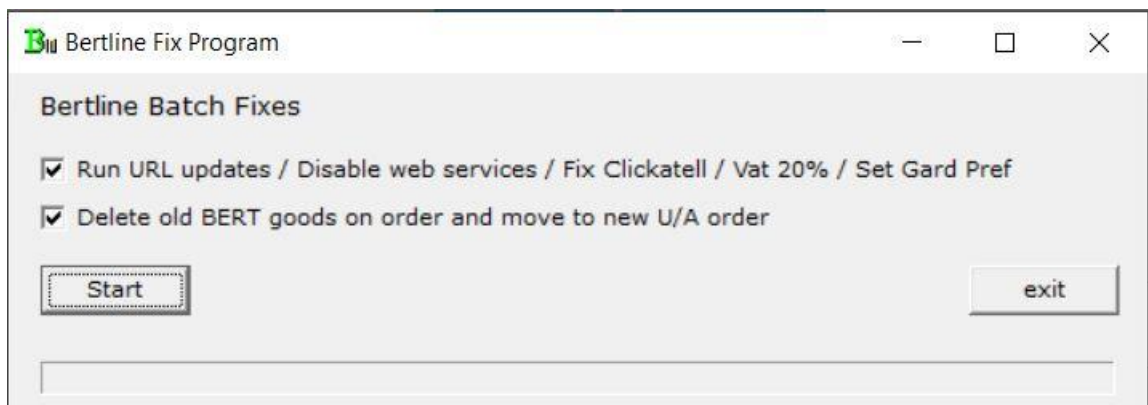 Bertline Fix Program
Bertline Batch Fixes
Run URL updates / Disable web services / Fix Clickatell / Vat 20% / Set Gard Pref
Delete old BERT goods on order and move to new U/A order
Start exit